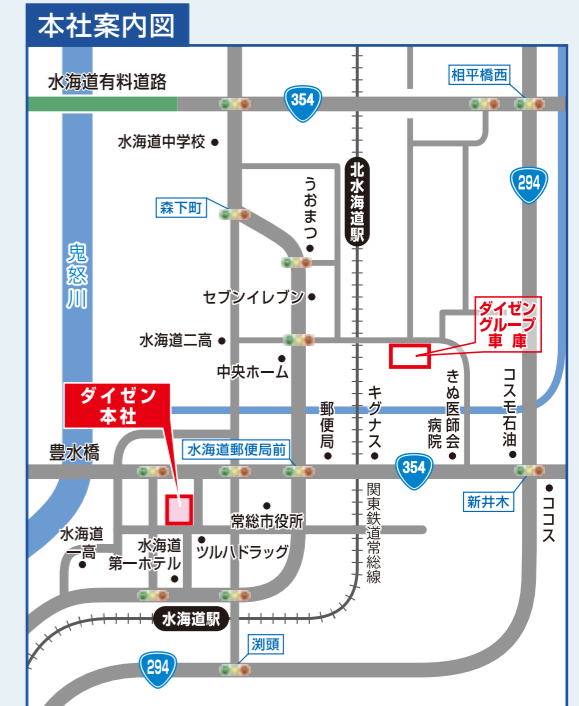 本社案内図
水海道有料道路
354
相平橋西
水海道中学校
北水海道駅
294
森下町
うおまつ
鬼怒川
セブンイレブン
ダイゼン
グループ
車庫
水海道二高
中央ホーム
ダイゼン
本社
郵便局
キグナス
きぬ医師会
病院
コスモ石油
豊水橋
水海道郵便局前
354
新井木
ココス
常総市役所
関東鉄道常総線
水海道
一高
水海道
第一ホテル
ツルハドラッグ
水海道駅
渕頭
294